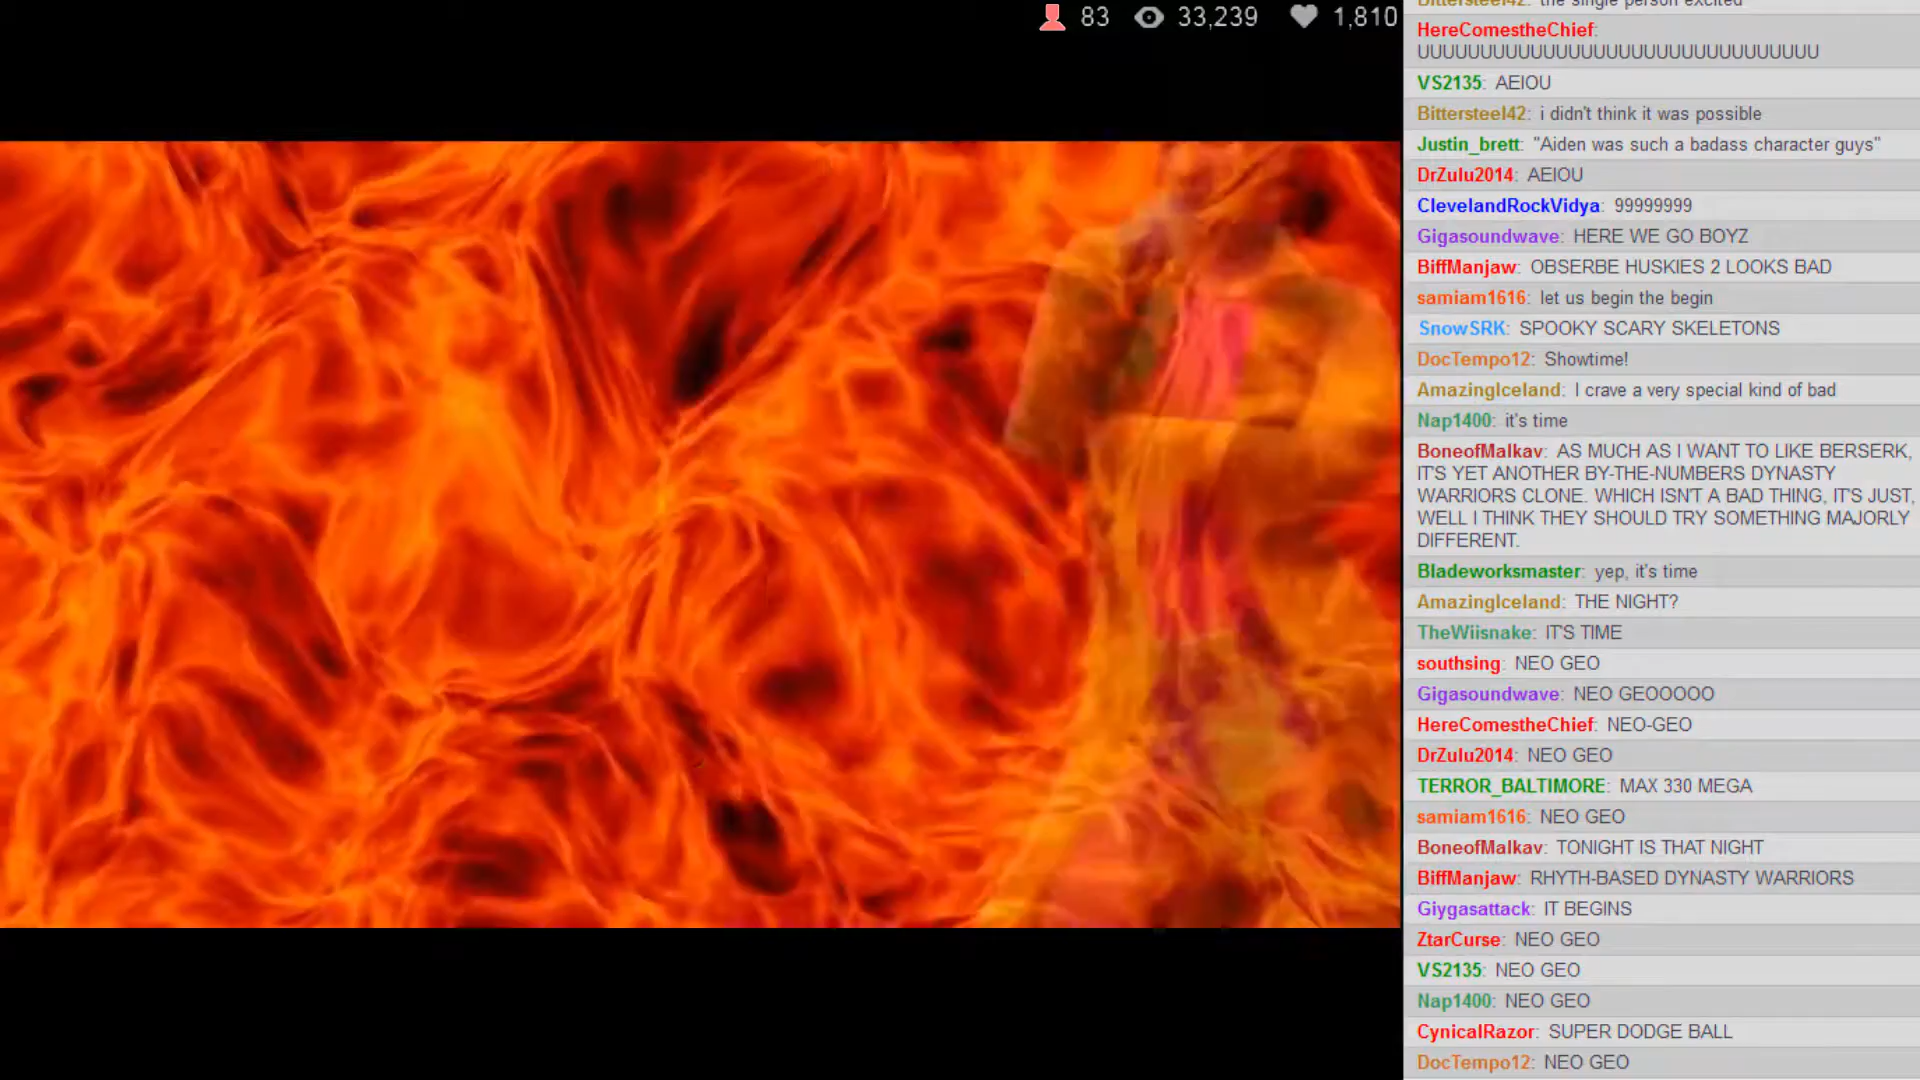 83 33,239 1,810
Bittersteel42: the single person excited
HereComestheChief:
UUUUUUUUUUUUUUUUUUUUUUUUUUUUUUUU
VS2135: AEIOU
Bittersteel42: i didn't think it was possible
Justin_brett: "Aiden was such a badass character guys"
DrZulu2014: AEIOU
ClevelandRockVidya: 99999999
Gigasoundwave: HERE WE GO BOYZ
BiffManjaw: OBSERBE HUSKIES 2 LOOKS BAD
samiam1616: let us begin the begin
SnowSRK: SPOOKY SCARY SKELETONS
DocTempo12: Showtime!
AmazingIceland: I crave a very special kind of bad
Nap1400: it's time
BoneofMalkav: AS MUCH AS I WANT TO LIKE BERSERK,
IT'S YET ANOTHER BY-THE-NUMBERS DYNASTY
WARRIORS CLONE. WHICH ISN'T A BAD THING, IT'S JUST,
WELL I THINK THEY SHOULD TRY SOMETHING MAJORLY
DIFFERENT.
Bladeworksmaster: yep, it's time
AmazingIceland: THE NIGHT?
TheWiisnake: IT'S TIME
southsing: NEO GEO
Gigasoundwave: NEO GEOOOOO
HereComestheChief: NEO-GEO
DrZulu2014: NEO GEO
TERROR_BALTIMORE: MAX 330 MEGA
samiam1616: NEO GEO
BoneofMalkav: TONIGHT IS THAT NIGHT
BiffManjaw: RHYTH-BASED DYNASTY WARRIORS
Giygasattack: IT BEGINS
ZtarCurse: NEO GEO
VS2135: NEO GEO
Nap1400: NEO GEO
CynicalRazor: SUPER DODGE BALL
DocTempo12: NEO GEO